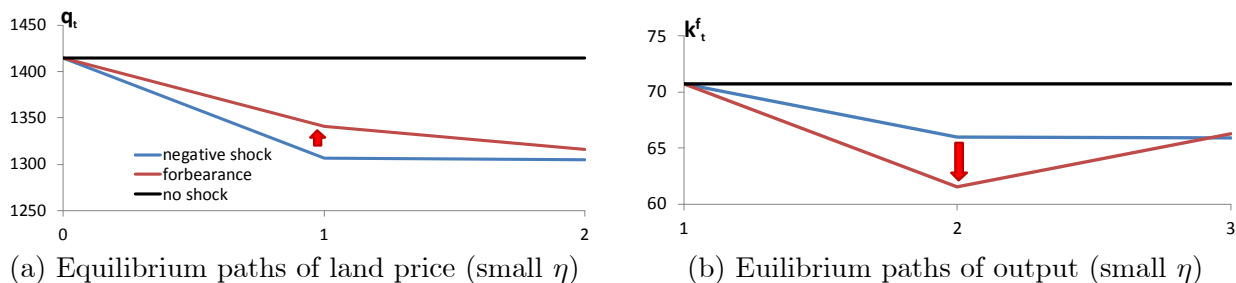 q_t
1450
1400
1350
1300
1250
negative shock
forbearance
no shock
0 1 2
(a) Equilibrium paths of land price (small η)
k^f_t
75
70
65
60
1 2 3
(b) Euilibrium paths of output (small η)